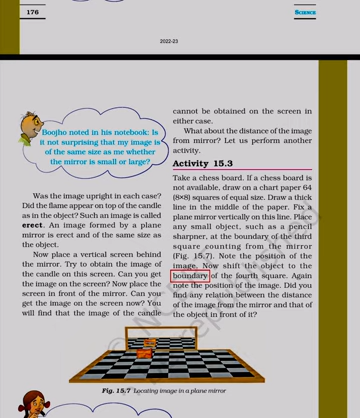 176
Science
2022-23
Boojho noted in his notebook: Is
it not surprising that my image is
of the same size as me whether
the mirror is small or large?
Was the image upright in each case?
Did the flame appear on top of the candle
as in the object? Such an image is called
erect. An image formed by a plane
mirror is erect and of the same size as
the object.
Now place a vertical screen behind
the mirror. Try to obtain the image of
the candle on this screen. Can you get
the image on the screen? Now place the
screen in front of the mirror. Can you
get the image on the screen now? You
will find that the image of the candle
cannot be obtained on the screen in
either case.
What about the distance of the image
from mirror? Let us perform another
activity.
Activity 15.3
Take a chess board. If a chess board is
not available, draw on a chart paper 64
(8×8) squares of equal size. Draw a thick
line in the middle of the paper. Fix a
plane mirror vertically on this line. Place
any small object, such as a pencil
sharpner, at the boundary of the third
square counting from the mirror
(Fig. 15.7). Note the position of the
image. Now shift the object to the
boundary of the fourth square. Again
note the position of the image. Did you
find any relation between the distance
of the image from the mirror and that of
the object in front of it?
Fig. 15.7 Locating image in a plane mirror